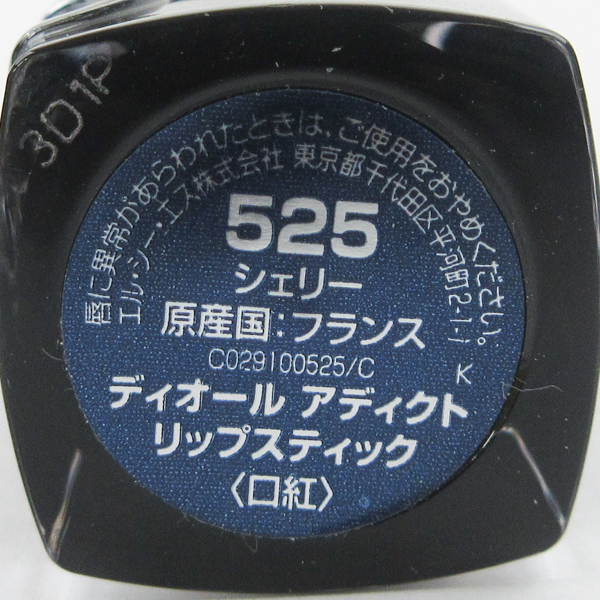 3D1P
唇に異常があらわれたときは、ご使用をおやめください。
エル・シー・エス株式会社 東京都千代田区平河町2-1-1
525
シェリー
原産国:フランス
C029100525/C
K
ディオール アディクト
リップスティック
〈口紅〉